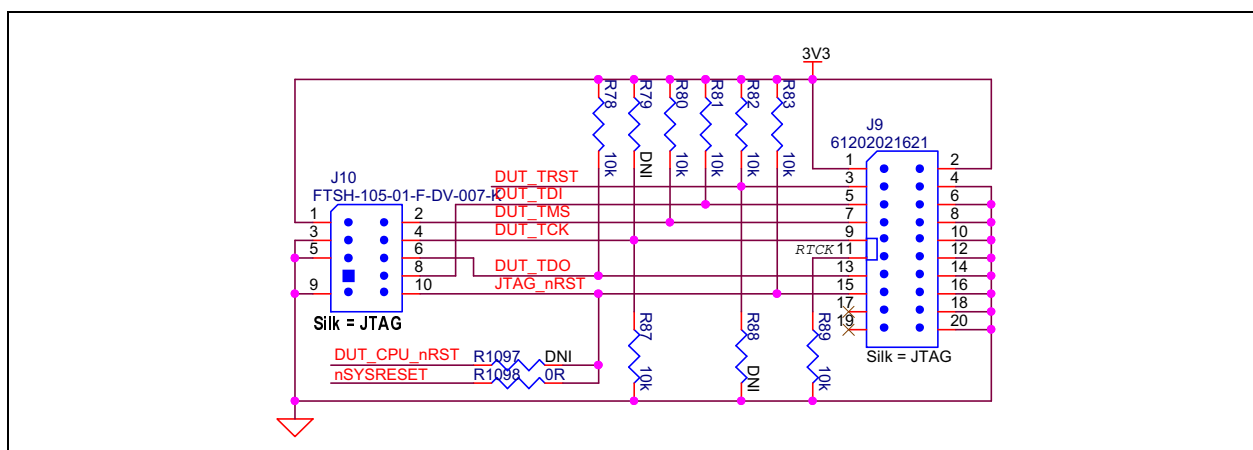 3V3
R78
R79
R80
R81
R82
R83
10k
DNI
10k
10k
10k
10k
J9
61202021621
1
3
5
7
9
RTCK 11
13
15
17
19
2
4
6
8
10
12
14
16
18
20
Silk = JTAG
J10
FTSH-105-01-F-DV-007-K
1
3
5
9
2
4
6
8
10
Silk = JTAG
DUT_TRST
DUT_TDI
DUT_TMS
DUT_TCK
DUT_TDO
JTAG_nRST
R87
10k
R88
DNI
R89
10k
DUT_CPU_nRST R1097 DNI
nSYSRESET R1098 0R